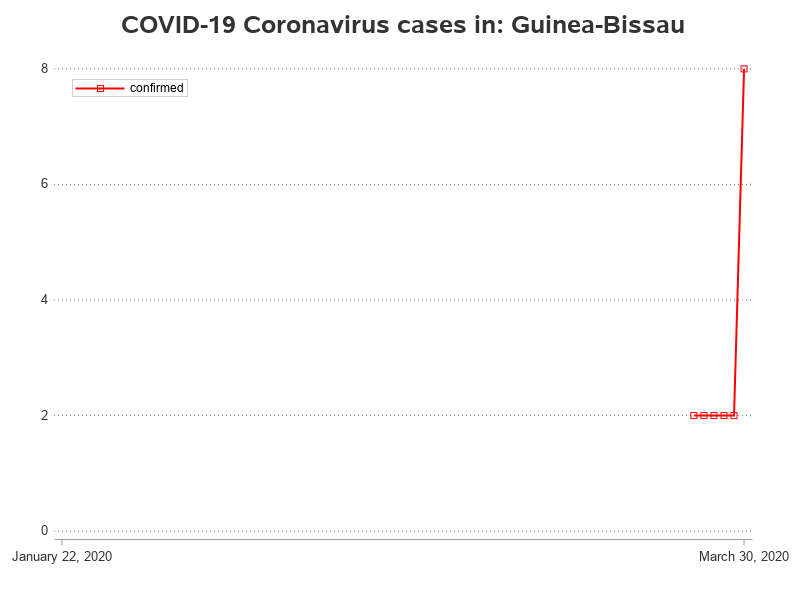 COVID-19 Coronavirus cases in: Guinea-Bissau
8
confirmed
6
4
2
0
January 22, 2020
March 30, 2020